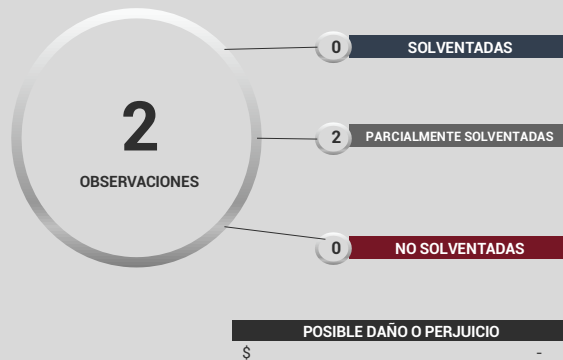 2
OBSERVACIONES
0 SOLVENTADAS
2 PARCIALMENTE SOLVENTADAS
0 NO SOLVENTADAS
POSIBLE DAÑO O PERJUICIO
$ -